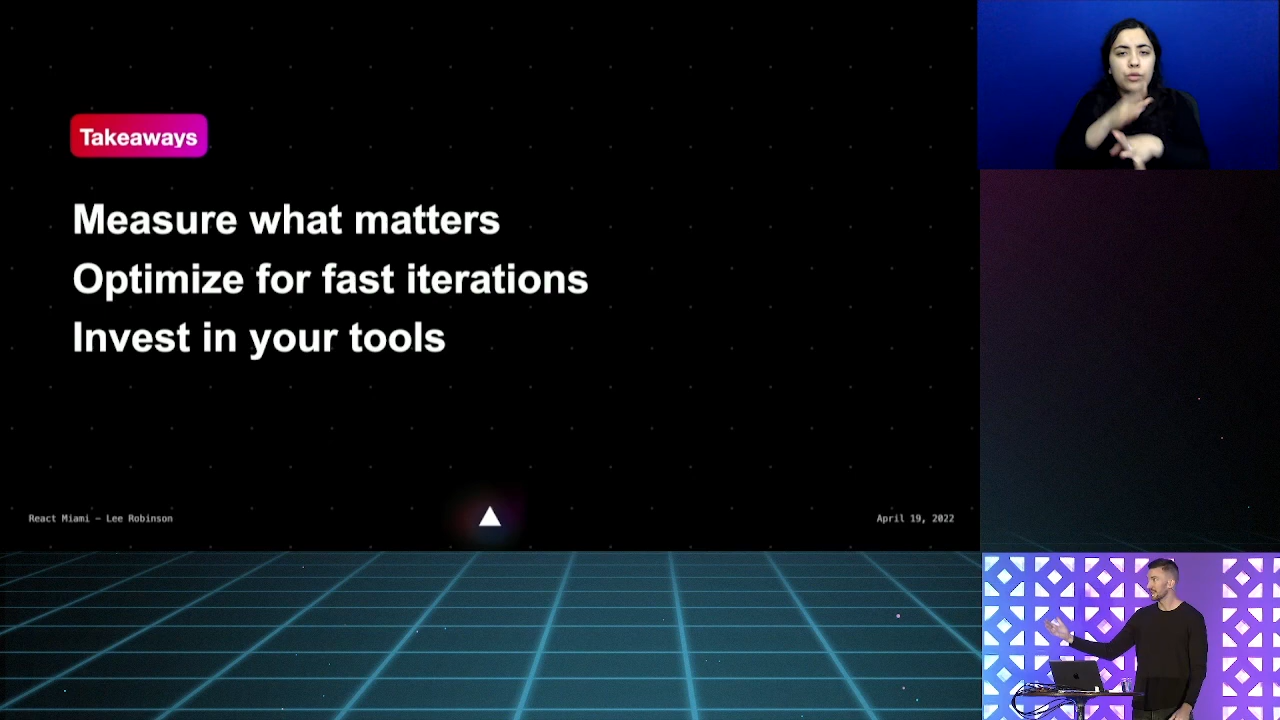 Takeaways
Measure what matters
Optimize for fast iterations
Invest in your tools
React Miami – Lee Robinson
April 19, 2022